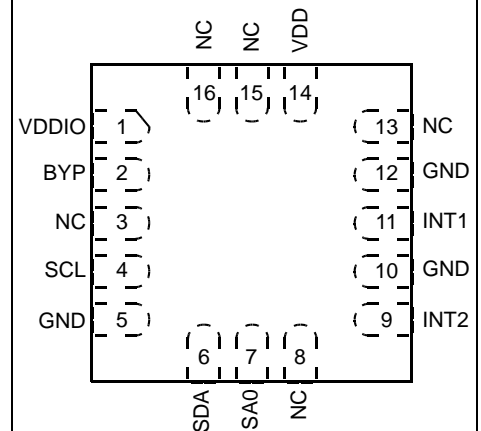 NC NC VDD
16 15 14
VDDIO 1 13 NC
BYP 2 12 GND
NC 3 11 INT1
SCL 4 10 GND
GND 5 9 INT2
6 7 8
SDA SA0 NC